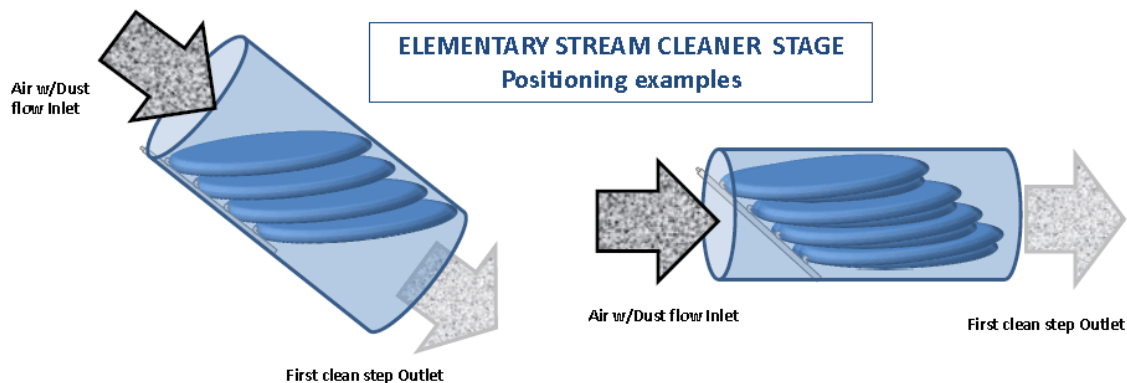 ELEMENTARY STREAM CLEANER STAGE
Positioning examples
Air w/Dust
flow Inlet
First clean step Outlet
Air w/Dust flow Inlet
First clean step Outlet